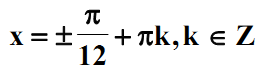 x = ± π/12 + πk, k ∈ Z